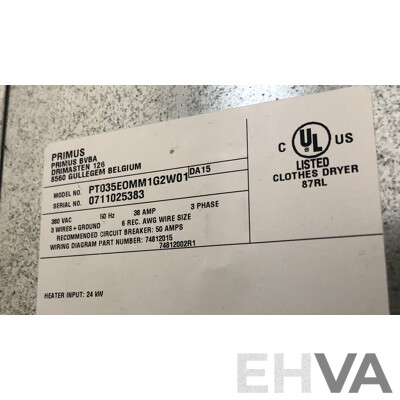 PRIMUS
PRIMUS BVBA
DRIMASTEN 126
8560 GULLEGEM BELGIUM
MODEL NO. PT035E0MM1G2W01 DA15
SERIAL NO. 0711025383
380 VAC 50 Hz 38 AMP 3 PHASE
3 WIRES + GROUND 6 REC. AWG WIRE SIZE
RECOMMENDED CIRCUIT BREAKER: 50 AMPS
WIRING DIAGRAM PART NUMBER: 74812015
74812002R1
HEATER INPUT: 24 kW
C UL US
®
LISTED
CLOTHES DRYER
87RL
EHVA